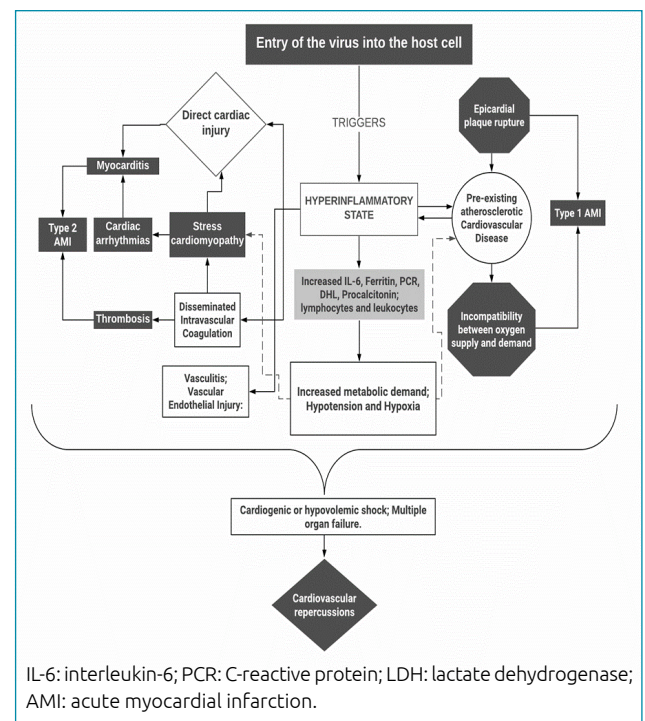 Entry of the virus into the host cell
TRIGGERS
Direct cardiac
injury
Epicardial
plaque rupture
Myocarditis
HYPERINFLAMMATORY
STATE
Pre-existing
atherosclerotic
Cardiovascular
Disease
Type 1 AMI
Type 2
AMI
Cardiac
arrhythmias
Stress
cardiomyopathy
Increased IL-6, Ferritin, PCR,
DHL, Procalcitonin;
lymphocytes and leukocytes
Thrombosis
Disseminated
Intravascular
Coagulation
Incompatibility
between oxygen
supply and demand
Vasculitis;
Vascular
Endothelial Injury:
Increased metabolic demand;
Hypotension and Hypoxia
Cardiogenic or hypovolemic shock; Multiple
organ failure.
Cardiovascular
repercussions
IL-6: interleukin-6; PCR: C-reactive protein; LDH: lactate dehydrogenase;
AMI: acute myocardial infarction.